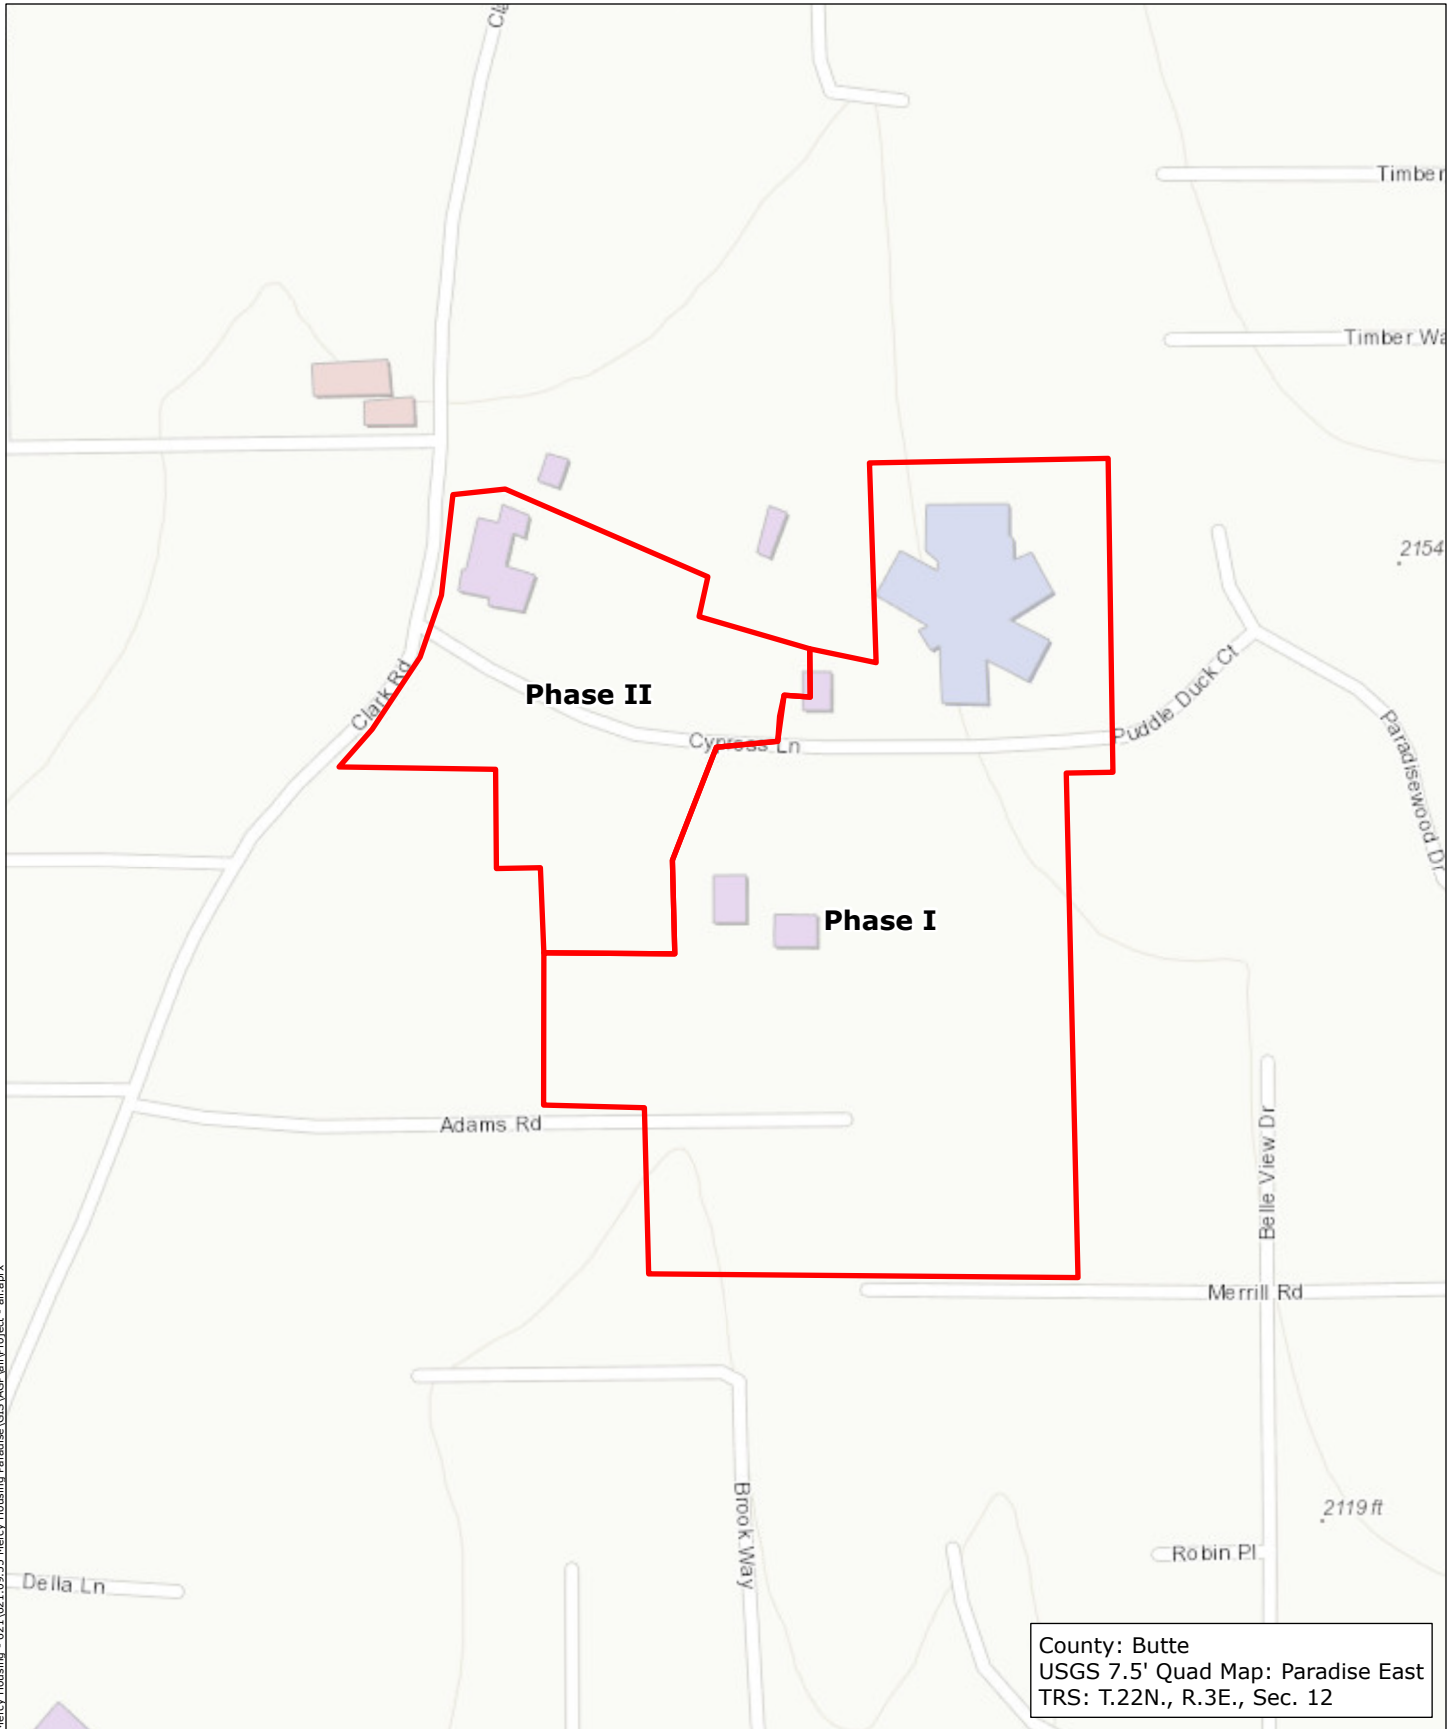 Timber
Timber Wa
2154
Clark Rd
Phase II
Cypress Ln
Puddle Duck Ct
Paradisewood Dr
Phase I
Adams Rd
Belle View Dr
Merrill Rd
Brook Way
2119 ft
Robin Pl
Della Ln
County: Butte
USGS 7.5' Quad Map: Paradise East
TRS: T.22N., R.3E., Sec. 12